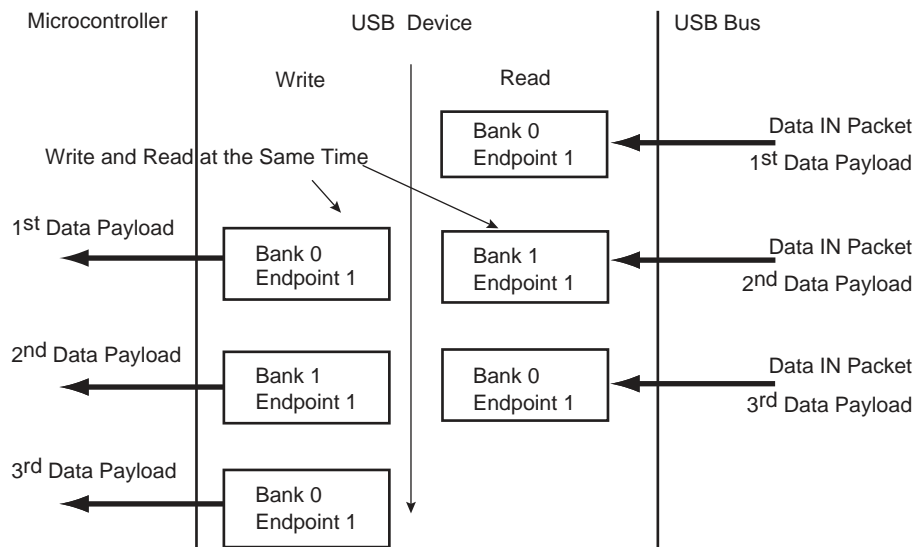 Microcontroller USB Device USB Bus
Write Read
Bank 0
Endpoint 1
Data IN Packet
1st Data Payload
Write and Read at the Same Time
1st Data Payload
Bank 0
Endpoint 1
Bank 1
Endpoint 1
Data IN Packet
2nd Data Payload
2nd Data Payload
Bank 1
Endpoint 1
Bank 0
Endpoint 1
Data IN Packet
3rd Data Payload
3rd Data Payload
Bank 0
Endpoint 1